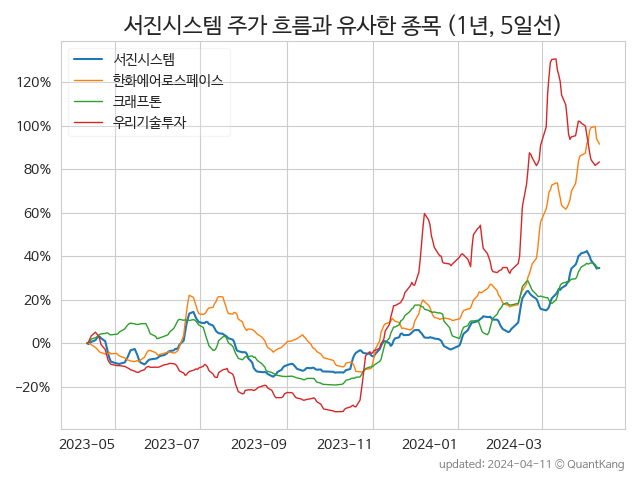 서진시스템 주가 흐름과 유사한 종목 (1년, 5일선)
서진시스템
한화에어로스페이스
크래프톤
우리기술투자
120%
100%
80%
60%
40%
20%
0%
−20%
2023−05 2023−07 2023−09 2023−11 2024−01 2024−03
updated: 2024−04−11 © QuantKang